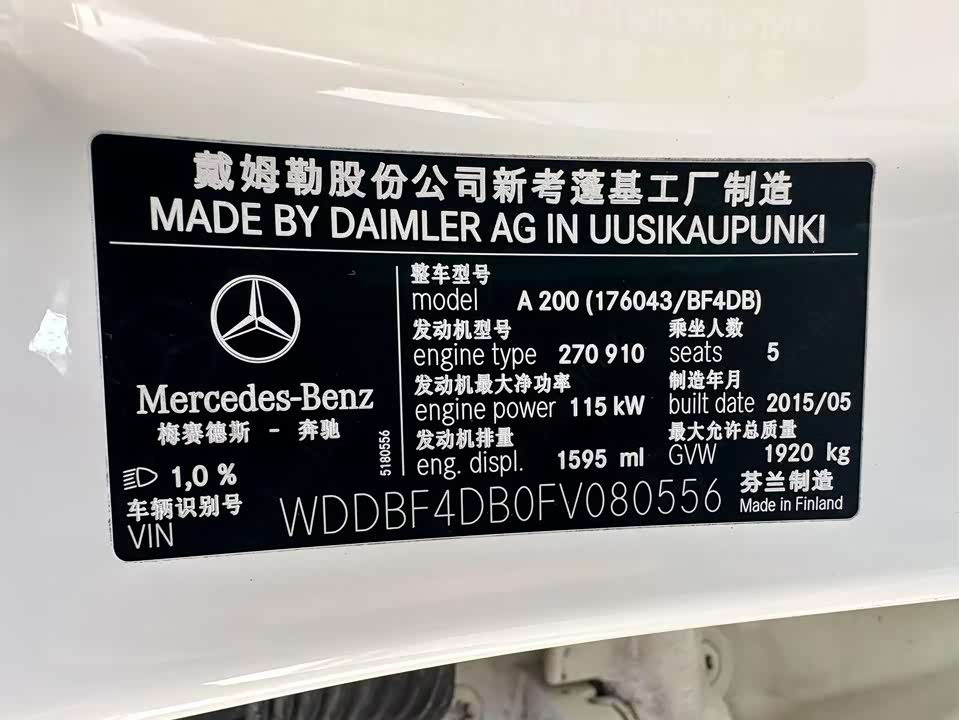 戴姆勒股份公司新考蓬基工厂制造
MADE BY DAIMLER AG IN UUSIKAUPUNKI
Mercedes-Benz
梅赛德斯 - 奔驰
1,0 %
5180556
整车型号
model A 200 (176043/BF4DB)
发动机型号 乘坐人数
engine type 270 910 seats 5
发动机最大净功率 制造年月
engine power 115 kW built date 2015/05
发动机排量 最大允许总质量
eng. displ. 1595 ml GVW 1920 kg
车辆识别号
VIN WDDBF4DB0FV080556
芬兰制造
Made in Finland